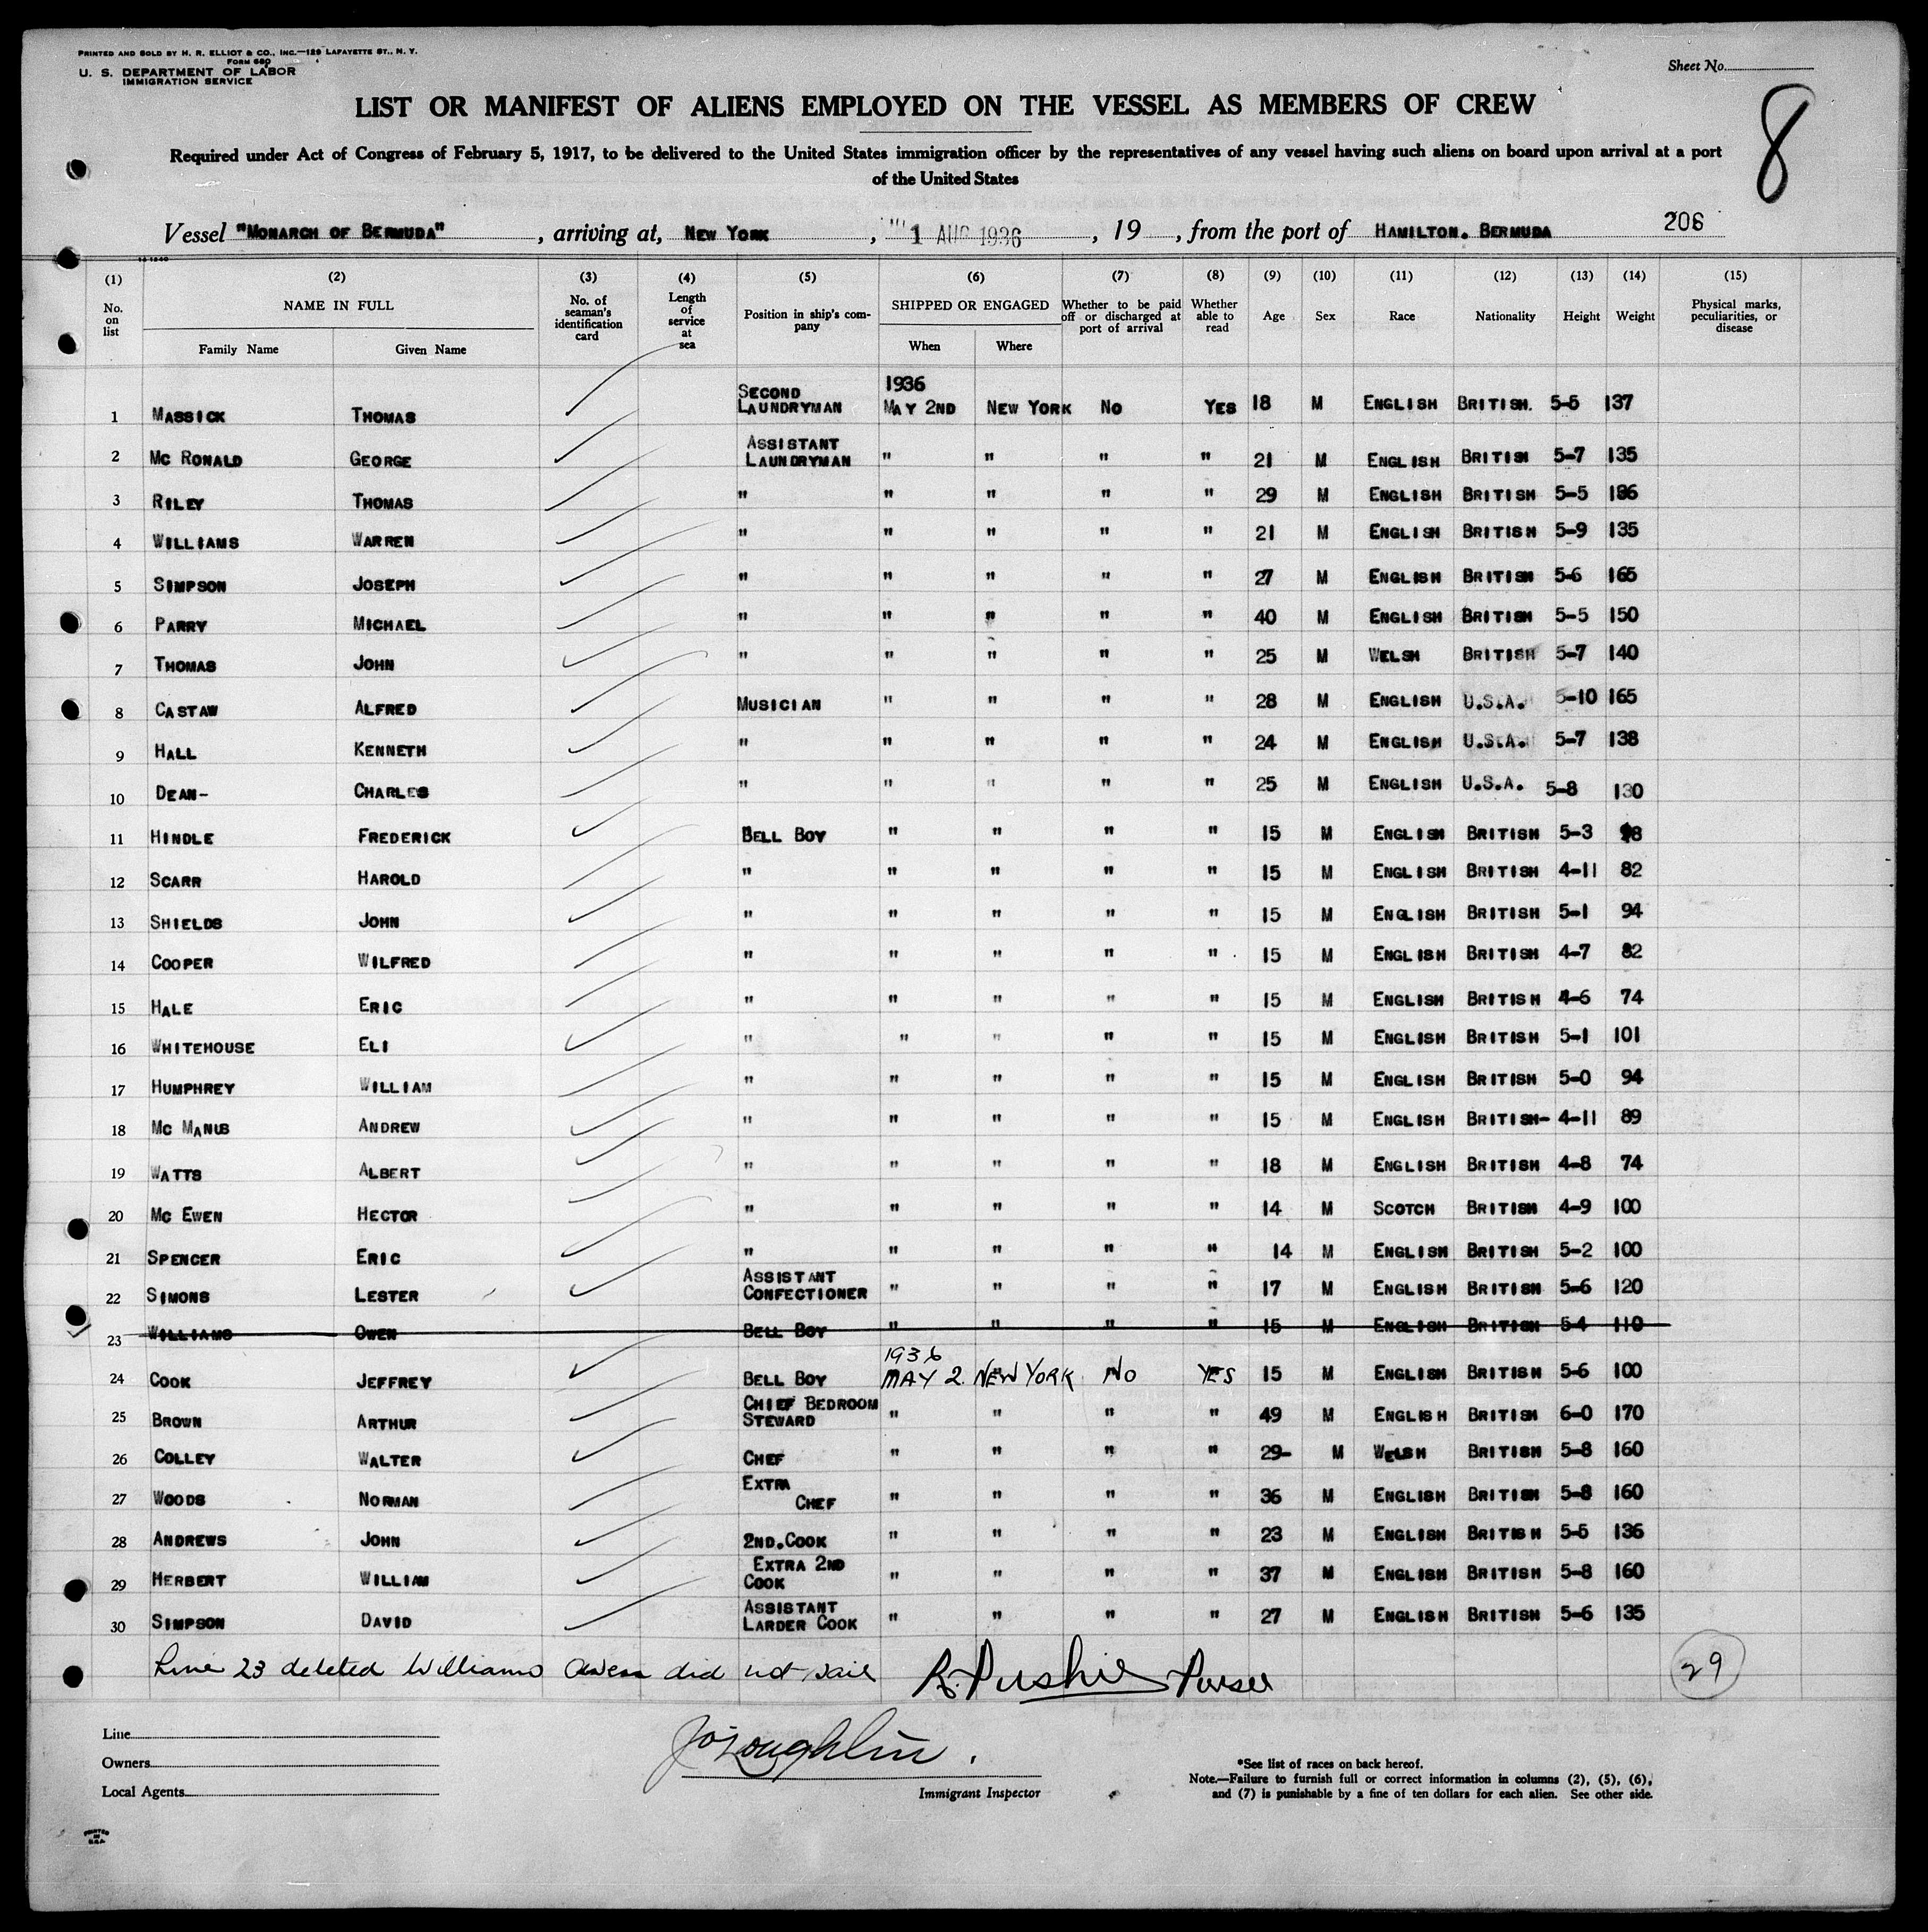 PRINTED AND SOLD BY H. R. ELLIOT & CO., INC.—129 LAFAYETTE ST., N. Y.
FORM 680
U. S. DEPARTMENT OF LABOR
IMMIGRATION SERVICE
Sheet No.
8
LIST OR MANIFEST OF ALIENS EMPLOYED ON THE VESSEL AS MEMBERS OF CREW
Required under Act of Congress of February 5, 1917, to be delivered to the United States immigration officer by the representatives of any vessel having such aliens on board upon arrival at a port
of the United States
Vessel "MONARCH OF BERMUDA", arriving at, NEW YORK, 1 AUG 1936, 19, from the port of HAMILTON. BERMUDA 206
(1) (2) (3) (4) (5) (6) (7) (8) (9) (10) (11) (12) (13) (14) (15)
No. on list NAME IN FULL Family Name Given Name No. of seaman's identification card Length of service at sea Position in ship's company SHIPPED OR ENGAGED When Where Whether to be paid off or discharged at port of arrival Whether able to read Age Sex Race Nationality Height Weight Physical marks, peculiarities, or disease
1 MASSICK THOMAS SECOND LAUNDRYMAN 1936 MAY 2ND NEW YORK NO YES 18 M ENGLISH BRITISH. 5-5 137
2 MC RONALD GEORGE ASSISTANT LAUNDRYMAN " " " " 21 M ENGLISH BRITISH 5-7 135
3 RILEY THOMAS " " " " " 29 M ENGLISH BRITISH 5-5 136
4 WILLIAMS WARREN " " " " " 21 M ENGLISH BRITISH 5-9 135
5 SIMPSON JOSEPH " " " " " 27 M ENGLISH BRITISH 5-6 165
6 PARRY MICHAEL " " " " " 40 M ENGLISH BRITISH 5-5 150
7 THOMAS JOHN " " " " " 25 M WELSH BRITISH 5-7 140
8 CASTAW ALFRED MUSICIAN " " " " 28 M ENGLISH U.S.A. 5-10 165
9 HALL KENNETH " " " " " 24 M ENGLISH U.S.A. 5-7 138
10 DEAN- CHARLES " " " " " 25 M ENGLISH U.S.A. 5-8 130
11 HINDLE FREDERICK BELL BOY " " " " 15 M ENGLISH BRITISH 5-3 98
12 SCARR HAROLD " " " " " 15 M ENGLISH BRITISH 4-11 82
13 SHIELDS JOHN " " " " " 15 M ENGLISH BRITISH 5-1 94
14 COOPER WILFRED " " " " " 15 M ENGLISH BRITISH 4-7 82
15 HALE ERIC " " " " " 15 M ENGLISH BRITISH 4-6 74
16 WHITEHOUSE ELI " " " " " 15 M ENGLISH BRITISH 5-1 101
17 HUMPHREY WILLIAM " " " " " 15 M ENGLISH BRITISH 5-0 94
18 MC MANUS ANDREW " " " " " 15 M ENGLISH BRITISH- 4-11 89
19 WATTS ALBERT " " " " " 18 M ENGLISH BRITISH 4-8 74
20 MC EWEN HECTOR " " " " " 14 M SCOTCH BRITISH 4-9 100
21 SPENCER ERIC " " " " " 14 M ENGLISH BRITISH 5-2 100
22 SIMONS LESTER ASSISTANT CONFECTIONER " " " " 17 M ENGLISH BRITISH 5-6 120
23 WILLIAMS OWEN BELL BOY " " " " 15 M ENGLISH BRITISH 5-4 110
24 COOK JEFFREY BELL BOY 1936 MAY 2. NEW YORK NO YES 15 M ENGLISH BRITISH 5-6 100
25 BROWN ARTHUR CHIEF BEDROOM STEWARD " " " " 49 M ENGLISH BRITISH 6-0 170
26 COLLEY WALTER CHEF " " " " 29- M WELSH BRITISH 5-8 160
27 WOODS NORMAN EXTRA CHEF " " " " 36 M ENGLISH BRITISH 5-8 160
28 ANDREWS JOHN 2ND.COOK " " " " 23 M ENGLISH BRITISH 5-5 136
29 HERBERT WILLIAM EXTRA 2ND COOK " " " " 37 M ENGLISH BRITISH 5-8 160
30 SIMPSON DAVID ASSISTANT LARDER COOK " " " " 27 M ENGLISH BRITISH 5-6 135
Line 23 deleted Williams Owen did not sail R. Pushie Purser 29
Line
Owners
Local Agents
J O'Loughlin.
Immigrant Inspector
*See list of races on back hereof.
Note.—Failure to furnish full or correct information in columns (2), (5), (6),
and (7) is punishable by a fine of ten dollars for each alien. See other side.
PRINTED
IN
U.S.A.